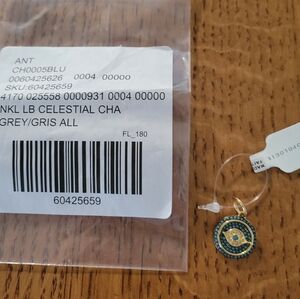 ANT
CH0005BLU
0060425626 0004 00000
SKU:60425659
4170 025558 0000931 0004 00000
NKL LB CELESTIAL CHA
GREY/GRIS ALL
FL_180
60425659